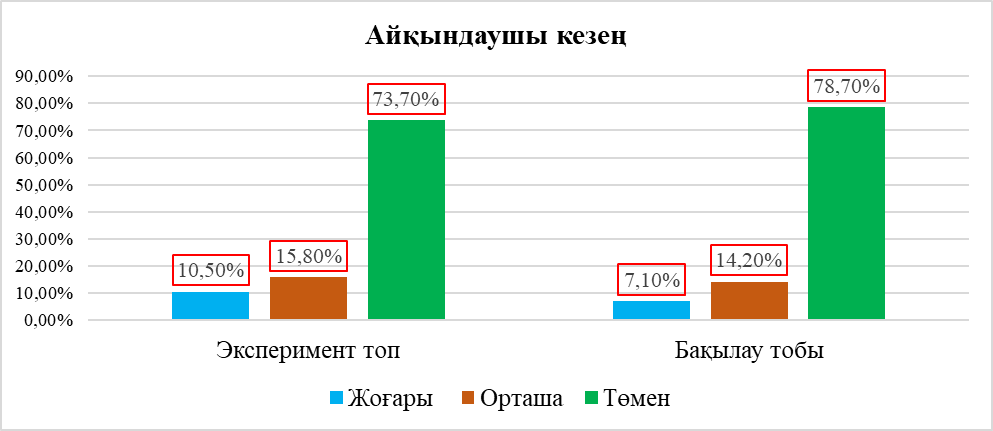 Айқындаушы кезең
90,00%
80,00%
70,00%
60,00%
50,00%
40,00%
30,00%
20,00%
10,00%
0,00%
10,50%
15,80%
73,70%
7,10%
14,20%
78,70%
Эксперимент топ
Бақылау тобы
Жоғары
Орташа
Төмен